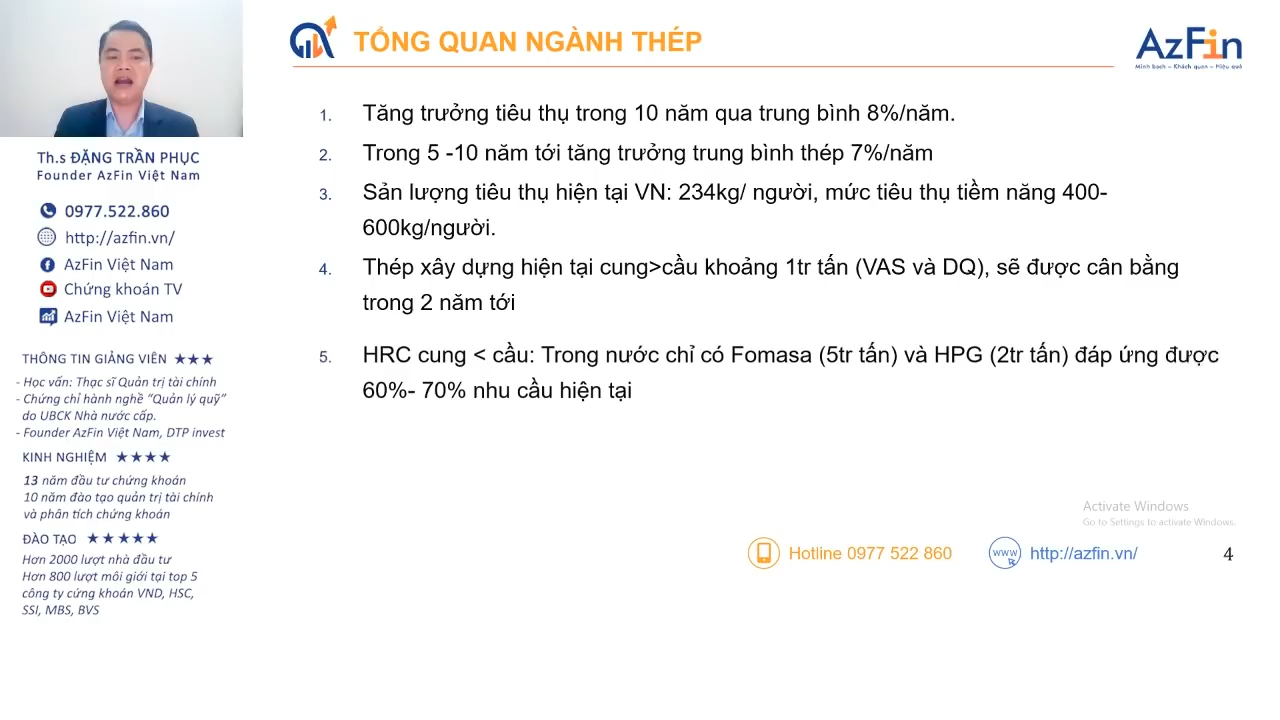 TỔNG QUAN NGÀNH THÉP
AzFin
Minh bạch – Khách quan – Hiệu quả
1. Tăng trưởng tiêu thụ trong 10 năm qua trung bình 8%/năm.
2. Trong 5 -10 năm tới tăng trưởng trung bình thép 7%/năm
3. Sản lượng tiêu thụ hiện tại VN: 234kg/ người, mức tiêu thụ tiềm năng 400-
600kg/người.
4. Thép xây dựng hiện tại cung>cầu khoảng 1tr tấn (VAS và DQ), sẽ được cân bằng
trong 2 năm tới
5. HRC cung < cầu: Trong nước chỉ có Fomasa (5tr tấn) và HPG (2tr tấn) đáp ứng được
60%- 70% nhu cầu hiện tại
Th.s ĐẶNG TRẦN PHỤC
Founder AzFin Việt Nam
0977.522.860
http://azfin.vn/
AzFin Việt Nam
Chứng khoán TV
AzFin Việt Nam
THÔNG TIN GIẢNG VIÊN ★★★
- Học vấn: Thạc sĩ Quản trị tài chính
- Chứng chỉ hành nghề “Quản lý quỹ”
do UBCK Nhà nước cấp.
- Founder AzFin Việt Nam, DTP invest
KINH NGHIỆM ★★★★
13 năm đầu tư chứng khoán
10 năm đào tạo quản trị tài chính
và phân tích chứng khoán
ĐÀO TẠO ★★★★★
Hơn 2000 lượt nhà đầu tư
Hơn 800 lượt môi giới tại top 5
công ty cứng khoán VND, HSC,
SSI, MBS, BVS
Activate Windows
Go to Settings to activate Windows.
Hotline 0977 522 860
www
http://azfin.vn/
4